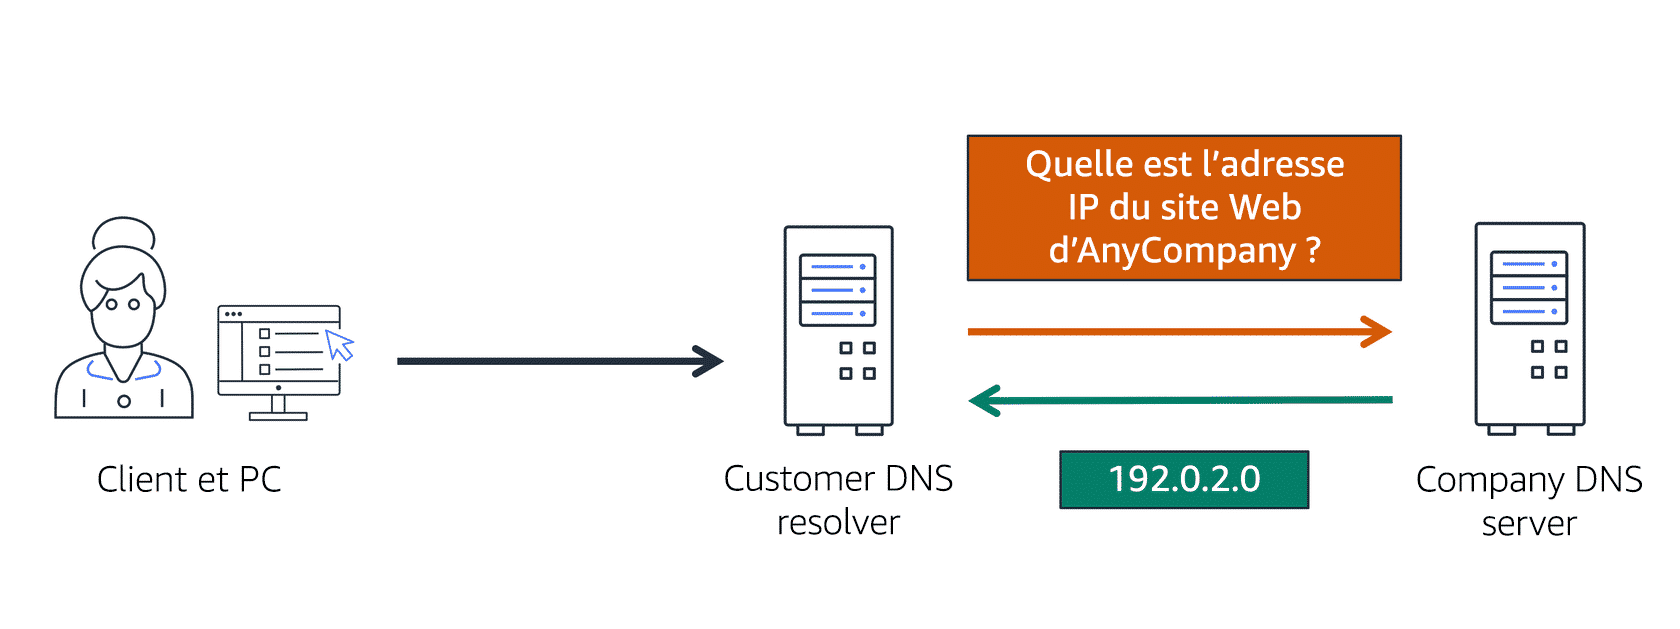 Quelle est l’adresse
IP du site Web
d’AnyCompany ?
192.0.2.0
Client et PC
Customer DNS
resolver
Company DNS
server